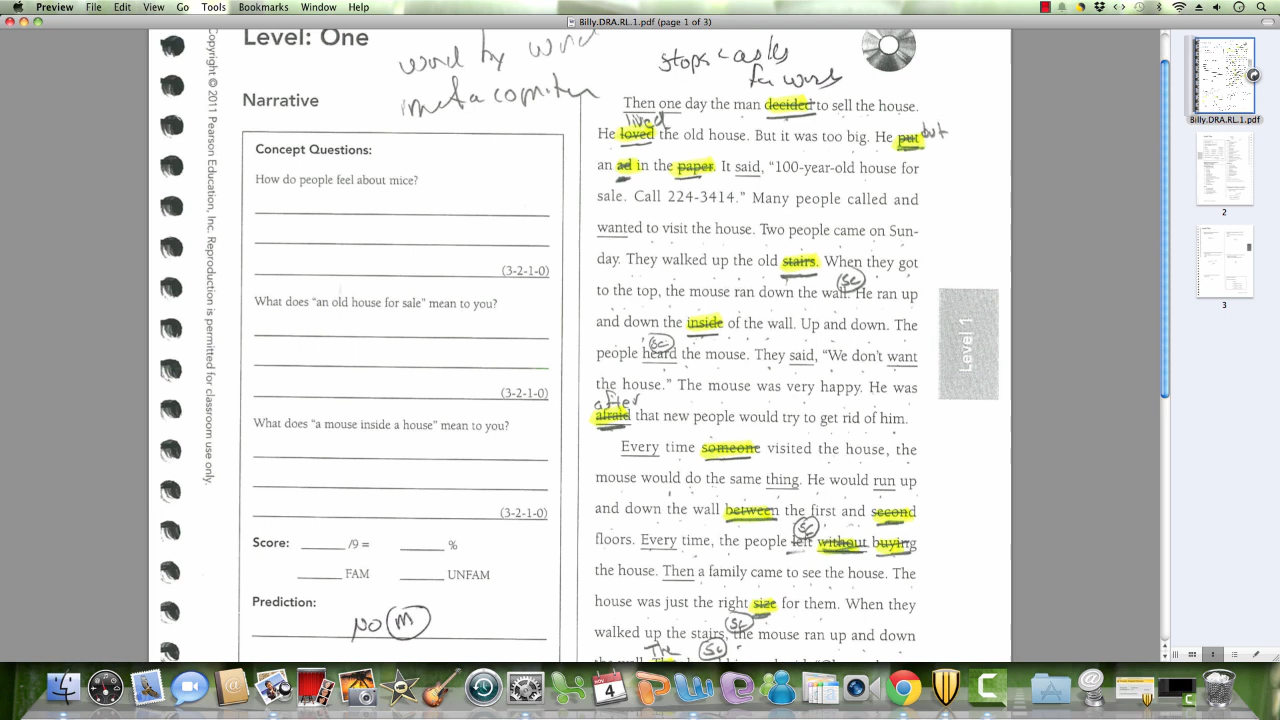 Preview File Edit View Go Tools Bookmarks Window Help
Billy.DRA.RL.1.pdf (page 1 of 3)
Level: One
word by word
metacognition
stops & asks
for words
Copyright © 2011 Pearson Education, Inc. Reproduction is permitted for classroom use only.
Narrative
Concept Questions:
How do people feel about mice?
(3-2-1-0)
What does “an old house for sale” mean to you?
(3-2-1-0)
What does “a mouse inside a house” mean to you?
(3-2-1-0)
Score: /9 = %
FAM UNFAM
Prediction:
No M
Then one day the man decided to sell the house.
lived
He loved the old house. But it was too big. He put but
an ad in the paper. It said, “100-year-old house for
sale. Call 224-3414.” Many people called and
wanted to visit the house. Two people came on Sun-
day. They walked up the old stairs. When they got
sc
to the top, the mouse ran down the wall. He ran up
and down the inside of the wall. Up and down. The
sc
people heard the mouse. They said, “We don’t want
the house.” The mouse was very happy. He was
after
afraid that new people would try to get rid of him.
Every time someone visited the house, the
mouse would do the same thing. He would run up
and down the wall between the first and second
sc
floors. Every time, the people left without buying
the house. Then a family came to see the house. The
house was just the right size for them. When they
sc
walked up the stairs, the mouse ran up and down
The sc
Level 1
Billy.DRA.RL.1.pdf
2
3
NOV
4